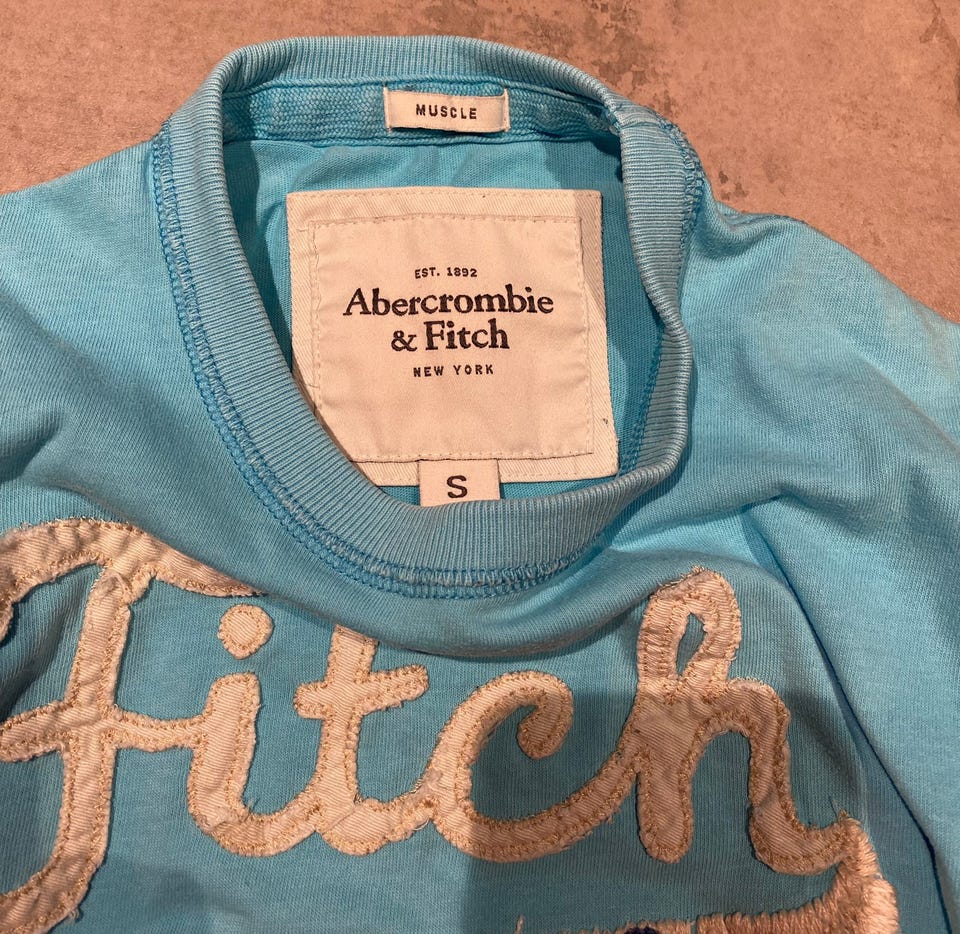 MUSCLE
EST. 1892
Abercrombie
& Fitch
NEW YORK
S
Fitch